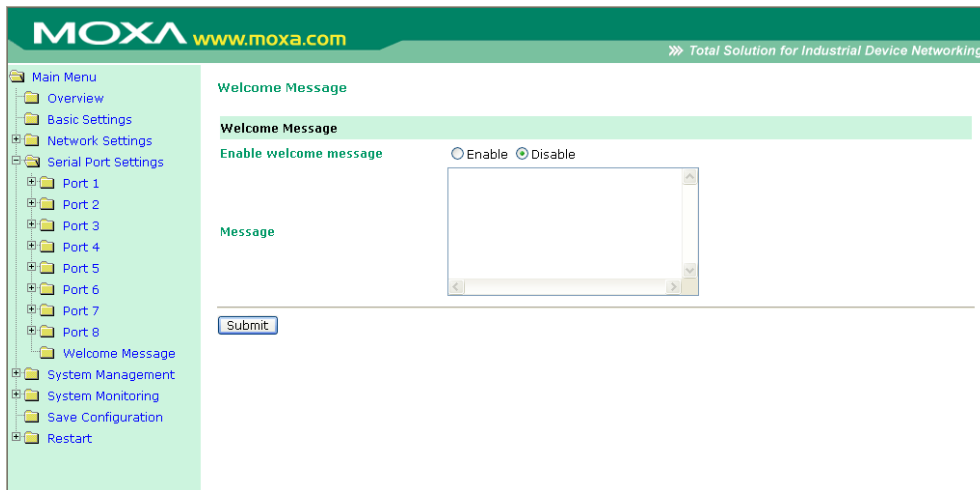 MOXA www.moxa.com
Total Solution for Industrial Device Networking
Main Menu
Overview
Basic Settings
Network Settings
Serial Port Settings
Port 1
Port 2
Port 3
Port 4
Port 5
Port 6
Port 7
Port 8
Welcome Message
System Management
System Monitoring
Save Configuration
Restart
Welcome Message
Welcome Message
Enable welcome message Enable Disable
Message
Submit